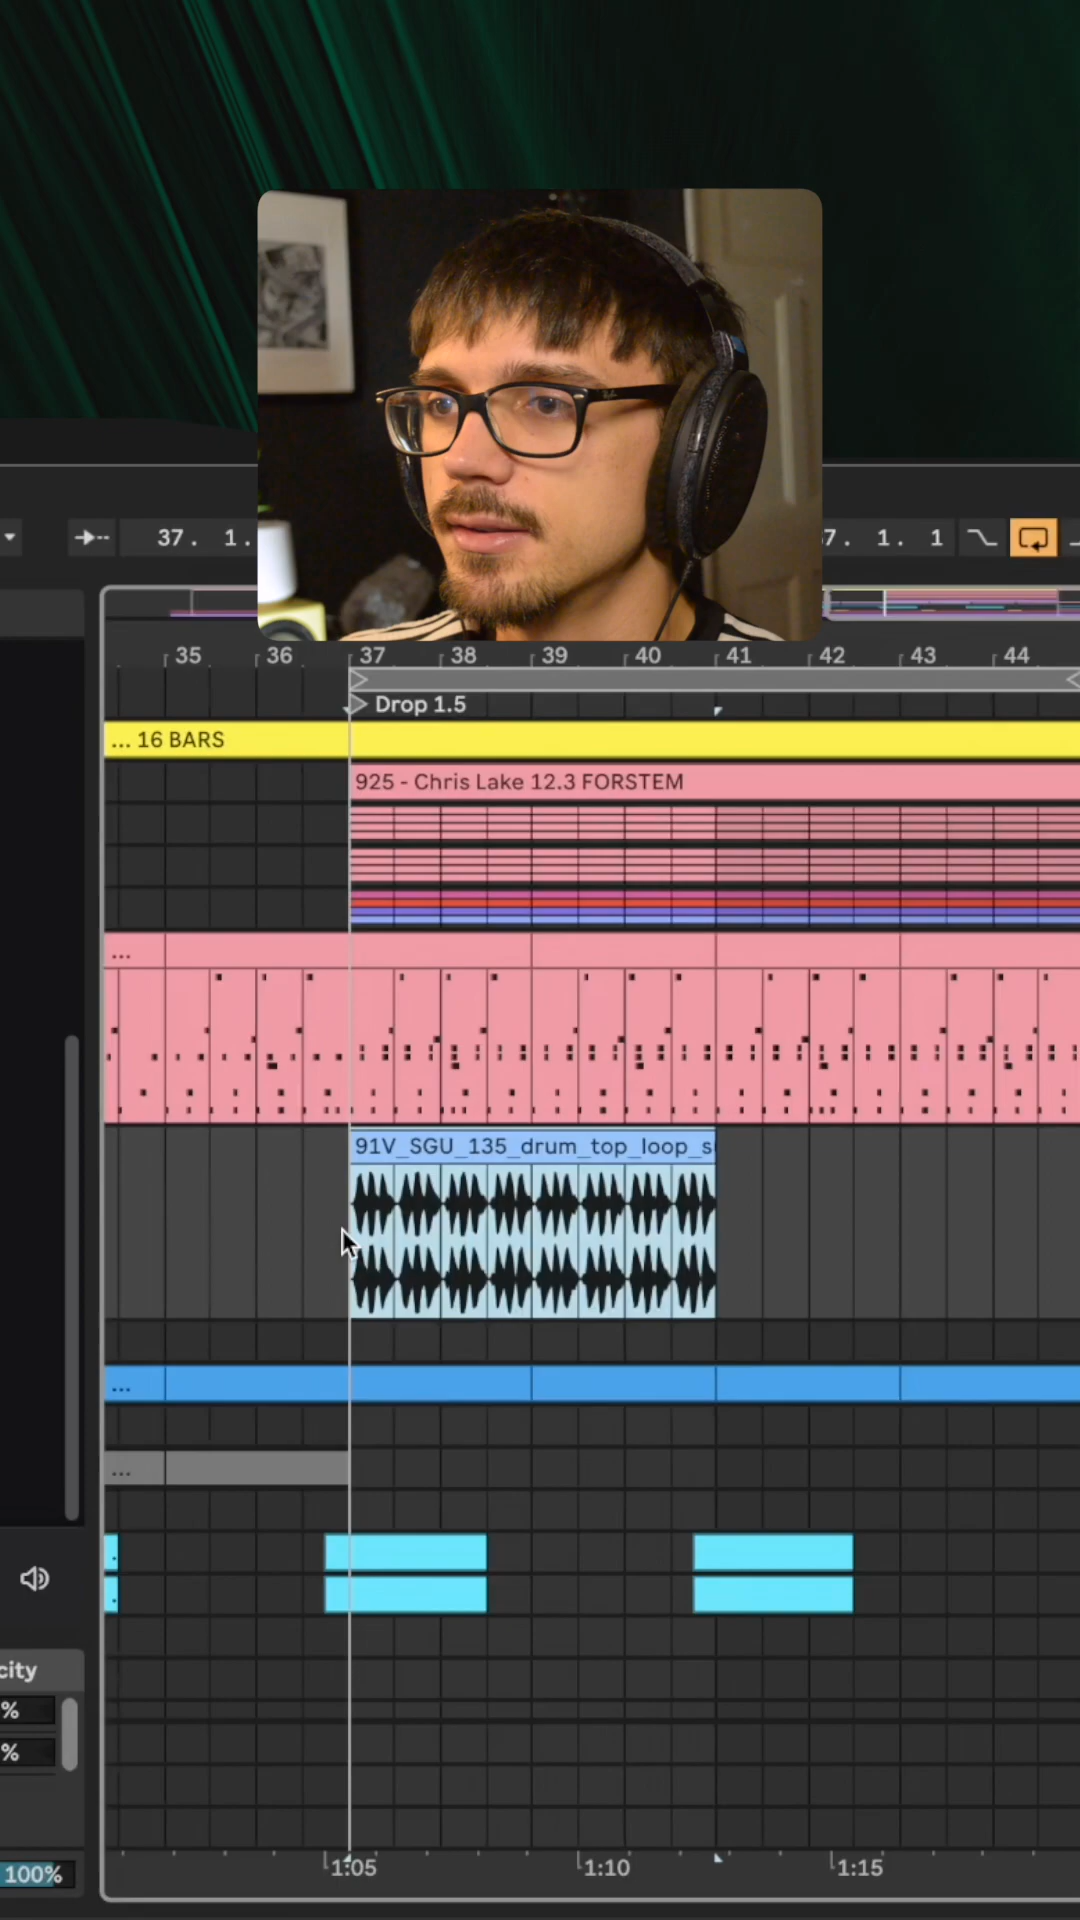 37. 1.
7. 1. 1
35 36 37 38 39 40 41 42 43 44
Drop 1.5
... 16 BARS
925 - Chris Lake 12.3 FORSTEM
...
91V_SGU_135_drum_top_loop_s
...
...
city
%
%
100%
1:05 1:10 1:15